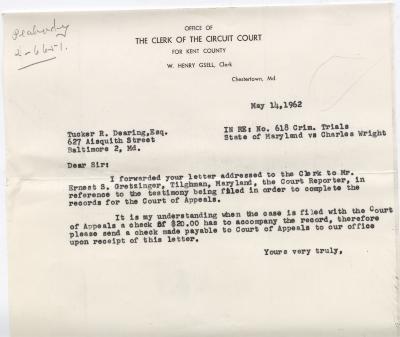 Peabody
2-6651.
OFFICE OF
THE CLERK OF THE CIRCUIT COURT
FOR KENT COUNTY
W. HENRY GSELL, Clerk
Chestertown, Md.
May 14, 1962
Tucker R. Dearing,Esq.
627 Aisquith Street
Baltimore 2, Md.
IN RE: No. 618 Crim. Trials
State of Maryland vs Charles Wright
Dear Sir:
I forwarded your letter addressed to the Clerk to Mr.
Ernest S. Gretzinger, Tilghman, Maryland, the Court Reporter, in
reference to the testimony being filed in order to complete the
records for the Court of Appeals.
It is my understanding when the case is filed with the Court
of Appeals a check of $20.00 has to accompany the record, therefore
please send a check made payable to Court of Appeals to our office
upon receipt of this letter.
Yours very truly,